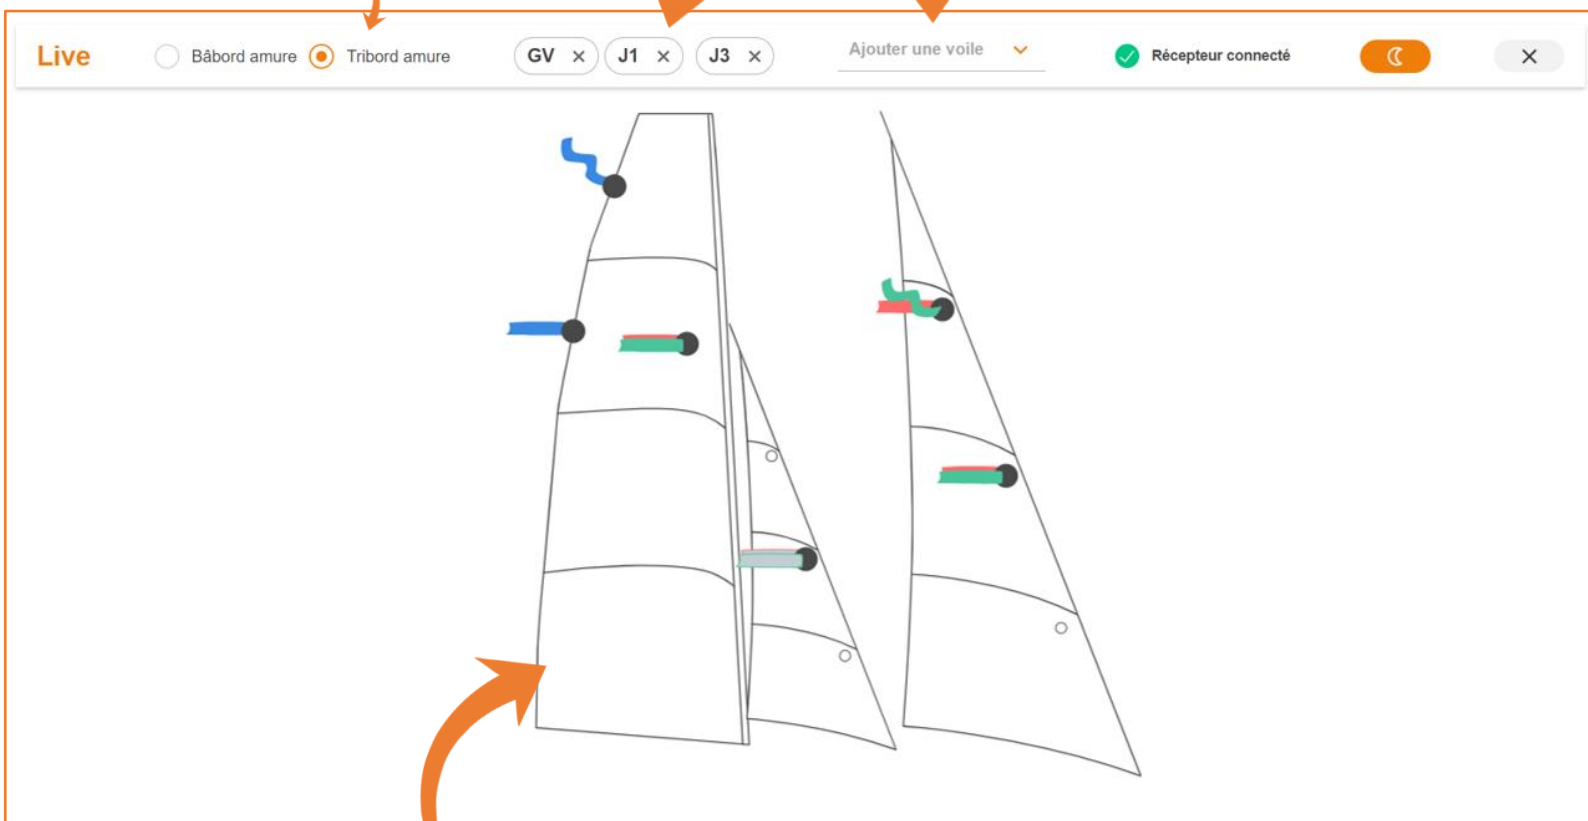 Live
Bâbord amure
Tribord amure
GV ×
J1 ×
J3 ×
Ajouter une voile
Récepteur connecté